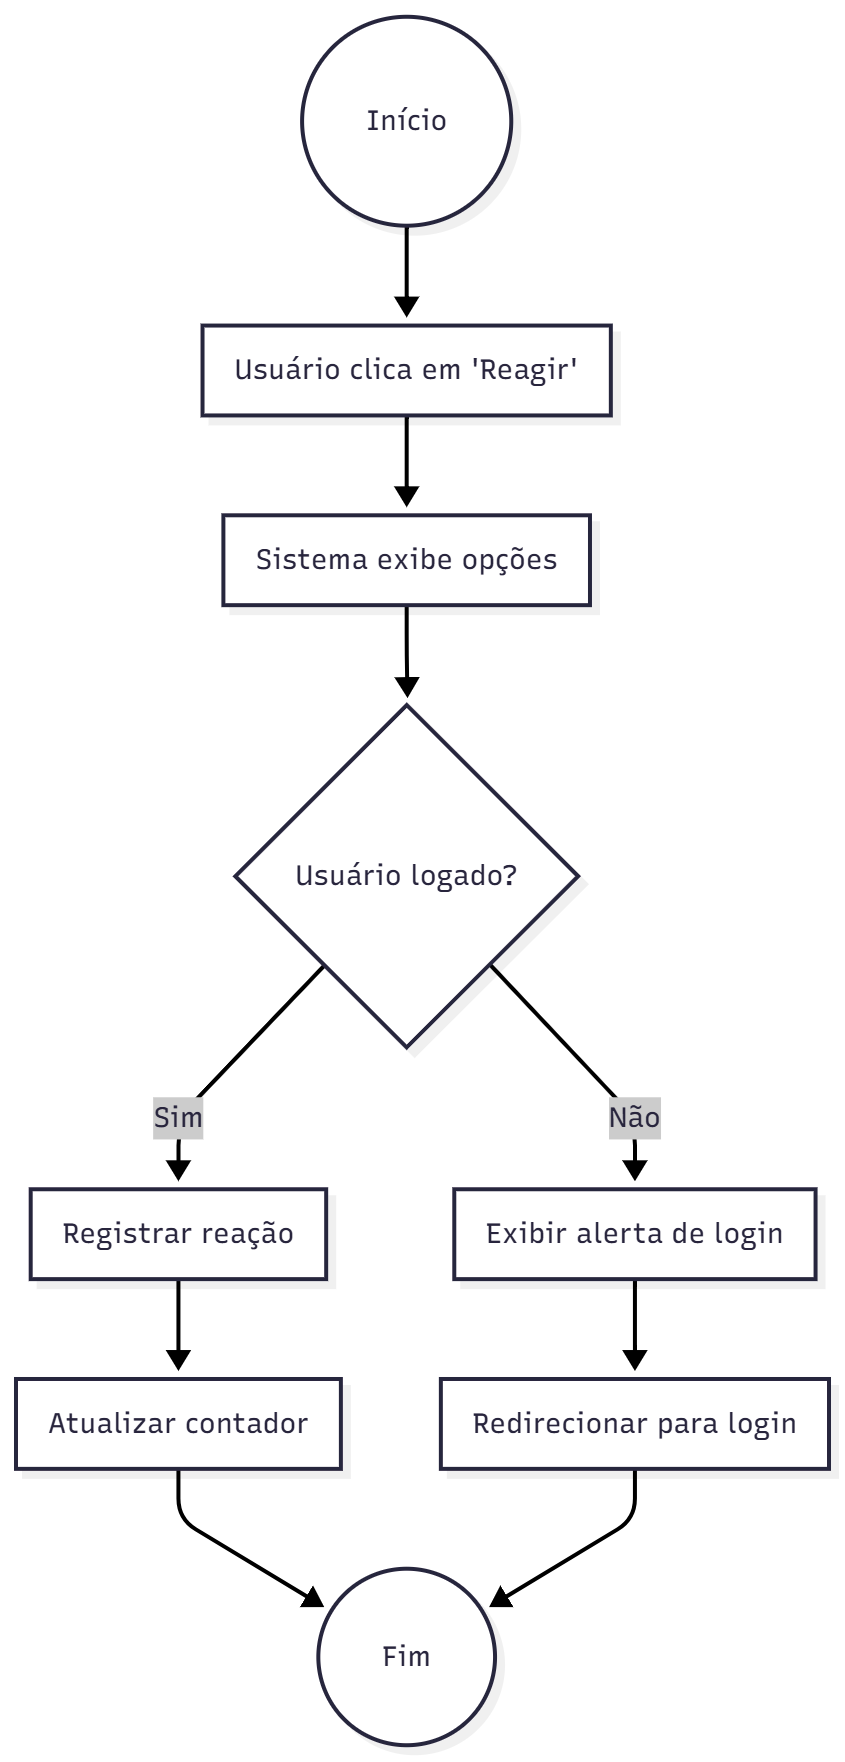 Início
Usuário clica em 'Reagir'
Sistema exibe opções
Usuário logado?
Sim
Não
Registrar reação
Exibir alerta de login
Atualizar contador
Redirecionar para login
Fim